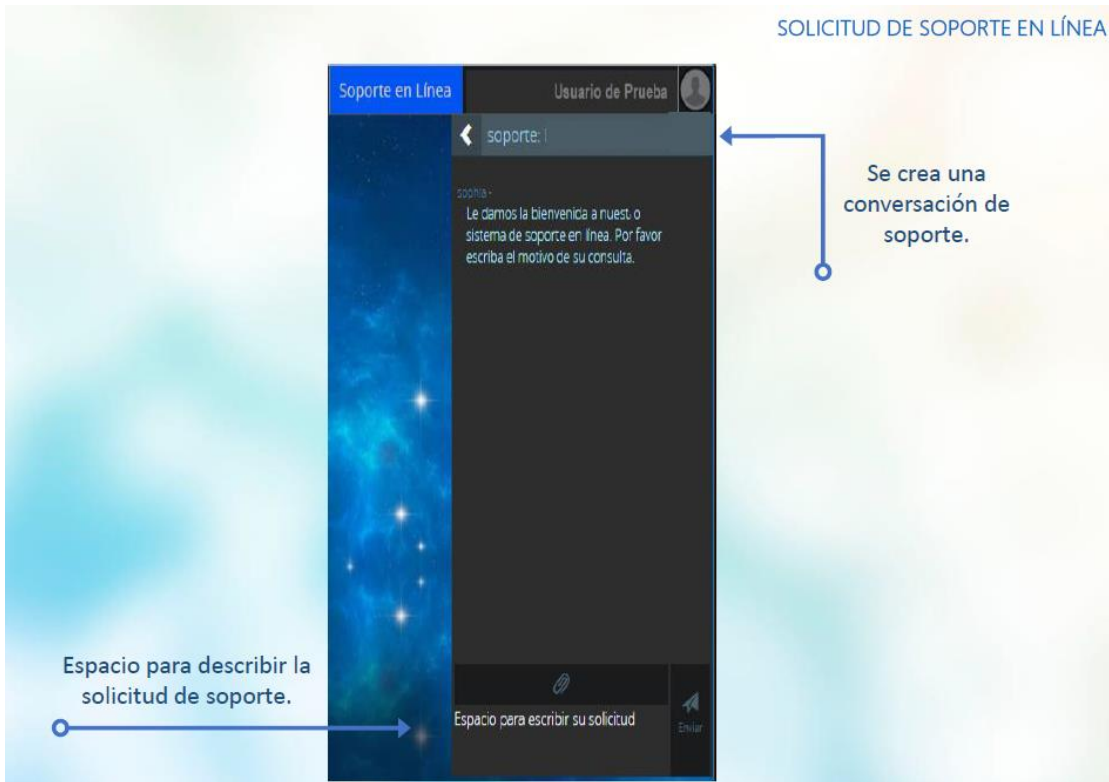 SOLICITUD DE SOPORTE EN LÍNEA
Soporte en Línea
Usuario de Prueba
soporte:
Se crea una
conversación de
soporte.
sophia -
Le damos la bienvenida a nuest o
sistema de soporte en línea. Por favor
escriba el motivo de su consulta.
Espacio para describir la
solicitud de soporte.
Espacio para escribir su solicitud
Enviar